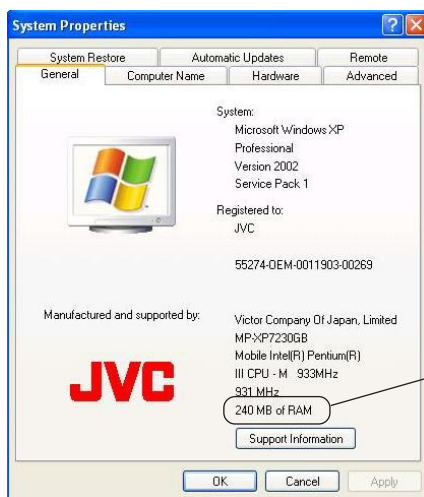 System Properties
System Restore Automatic Updates Remote
General Computer Name Hardware Advanced
System:
Microsoft Windows XP
Professional
Version 2002
Service Pack 1
Registered to:
JVC
55274-OEM-0011903-00269
Manufactured and supported by:
Victor Company Of Japan, Limited
MP-XP7230GB
Mobile Intel(R) Pentium(R)
III CPU - M 933MHz
931 MHz
240 MB of RAM
JVC
Support Information
OK Cancel Apply